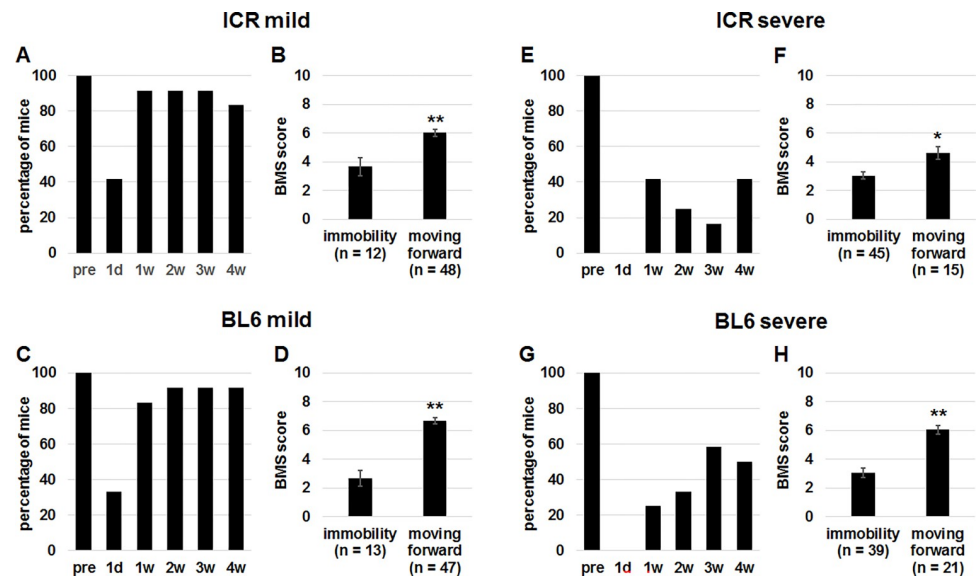 ICR mild
ICR severe
A
percentage of mice
100
80
60
40
20
0
pre 1d 1w 2w 3w 4w
B
BMS score
10
8
6
4
2
0
**
immobility
(n = 12)
moving
forward
(n = 48)
E
percentage of mice
100
80
60
40
20
0
pre 1d 1w 2w 3w 4w
F
BMS score
10
8
6
4
2
0
*
immobility
(n = 45)
moving
forward
(n = 15)
BL6 mild
BL6 severe
C
percentage of mice
100
80
60
40
20
0
pre 1d 1w 2w 3w 4w
D
BMS score
10
8
6
4
2
0
**
immobility
(n = 13)
moving
forward
(n = 47)
G
percentage of mice
100
80
60
40
20
0
pre 1d 1w 2w 3w 4w
H
BMS score
10
8
6
4
2
0
**
immobility
(n = 39)
moving
forward
(n = 21)